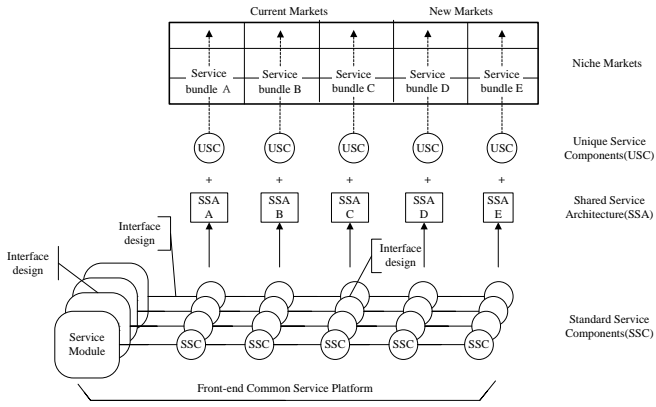 Current Markets
New Markets
Niche Markets
Service bundle A
Service bundle B
Service bundle C
Service bundle D
Service bundle E
USC
USC
USC
USC
USC
Unique Service
Components(USC)
+
+
+
+
+
SSA
A
SSA
B
SSA
C
SSA
D
SSA
E
Shared Service
Architecture(SSA)
Interface
design
Interface
design
Interface
design
Service
Module
SSC
SSC
SSC
SSC
SSC
Standard Service
Components(SSC)
Front-end Common Service Platform